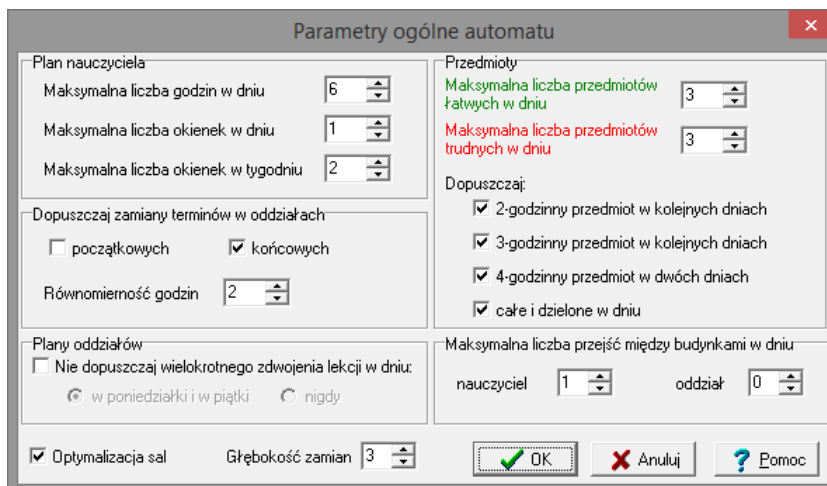 Parametry ogólne automatu
Plan nauczyciela
Maksymalna liczba godzin w dniu 6
Maksymalna liczba okienek w dniu 1
Maksymalna liczba okienek w tygodniu 2
Dopuszczaj zamiany terminów w oddziałach
początkowych końcowych
Równomierność godzin 2
Plany oddziałów
Nie dopuszczaj wielokrotnego zdwojenia lekcji w dniu:
w poniedziałki i w piątki nigdy
Przedmioty
Maksymalna liczba przedmiotów
łatwych w dniu 3
Maksymalna liczba przedmiotów
trudnych w dniu 3
Dopuszczaj:
2-godzinny przedmiot w kolejnych dniach
3-godzinny przedmiot w kolejnych dniach
4-godzinny przedmiot w dwóch dniach
całe i dzielone w dniu
Maksymalna liczba przejść między budynkami w dniu
nauczyciel 1 oddział 0
Optymalizacja sal Głębokość zamian 3 OK Anuluj ? Pomoc